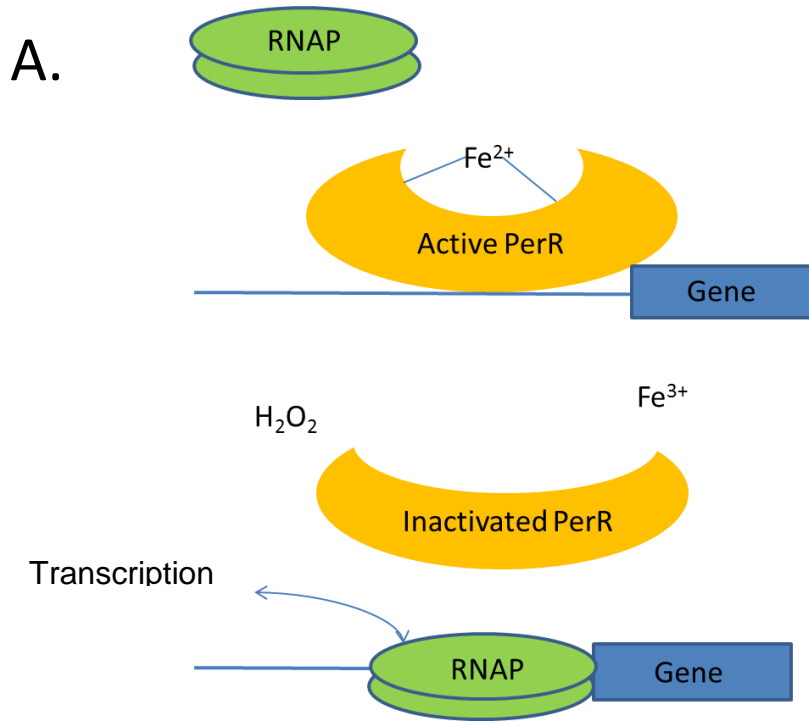 A.
RNAP
Fe²⁺
Active PerR
Gene
Fe³⁺
H₂O₂
Inactivated PerR
Transcription
RNAP
Gene